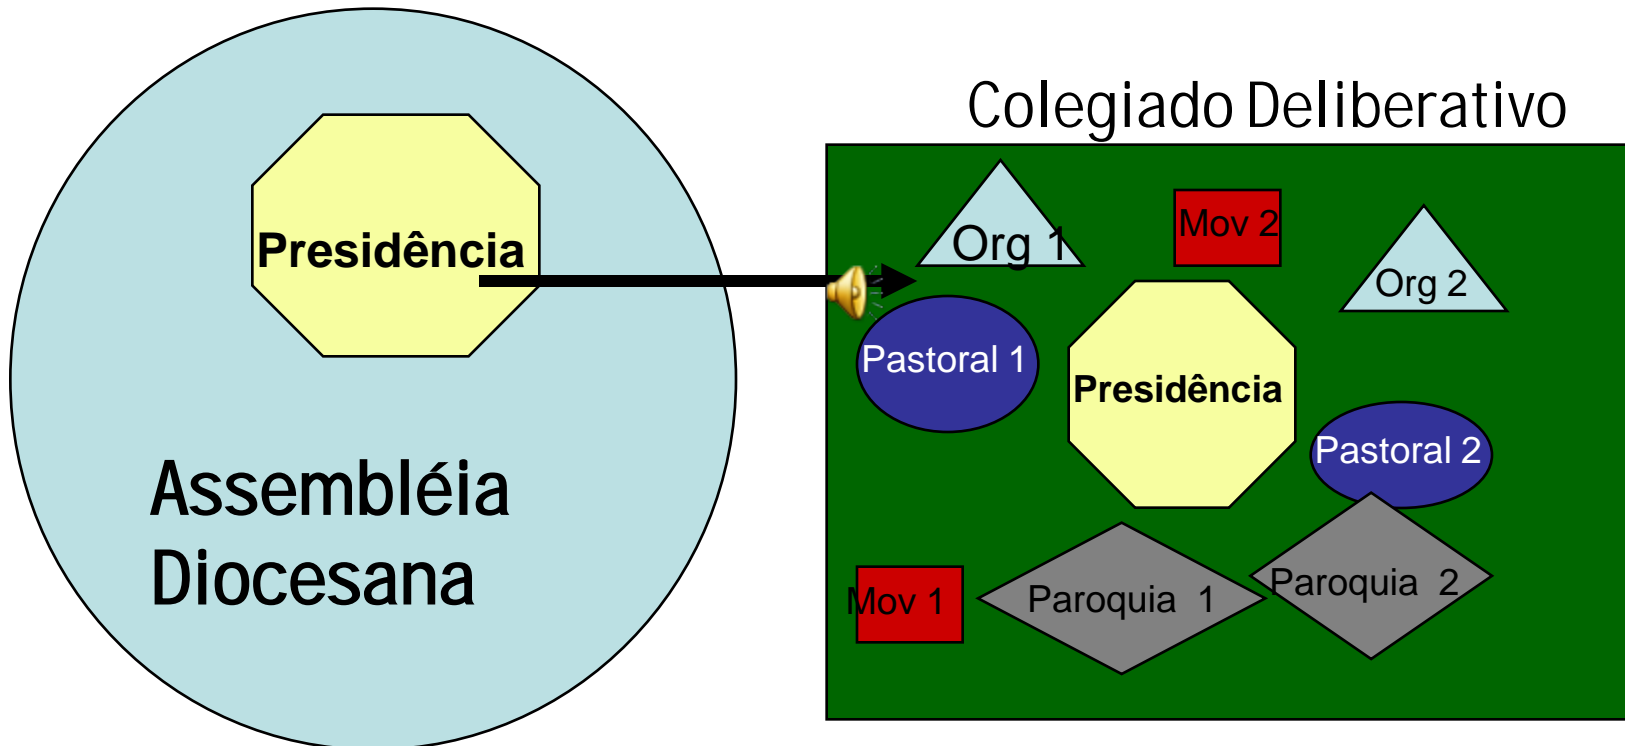 Colegiado Deliberativo
Presidência
Assembléia
Diocesana
Org 1
Mov 2
Org 2
Pastoral 1
Presidência
Pastoral 2
Mov 1
Paroquia 1
Paroquia 2